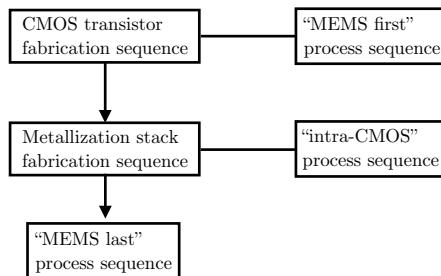 CMOS transistor
fabrication sequence
“MEMS first”
process sequence
Metallization stack
fabrication sequence
“intra-CMOS”
process sequence
“MEMS last”
process sequence